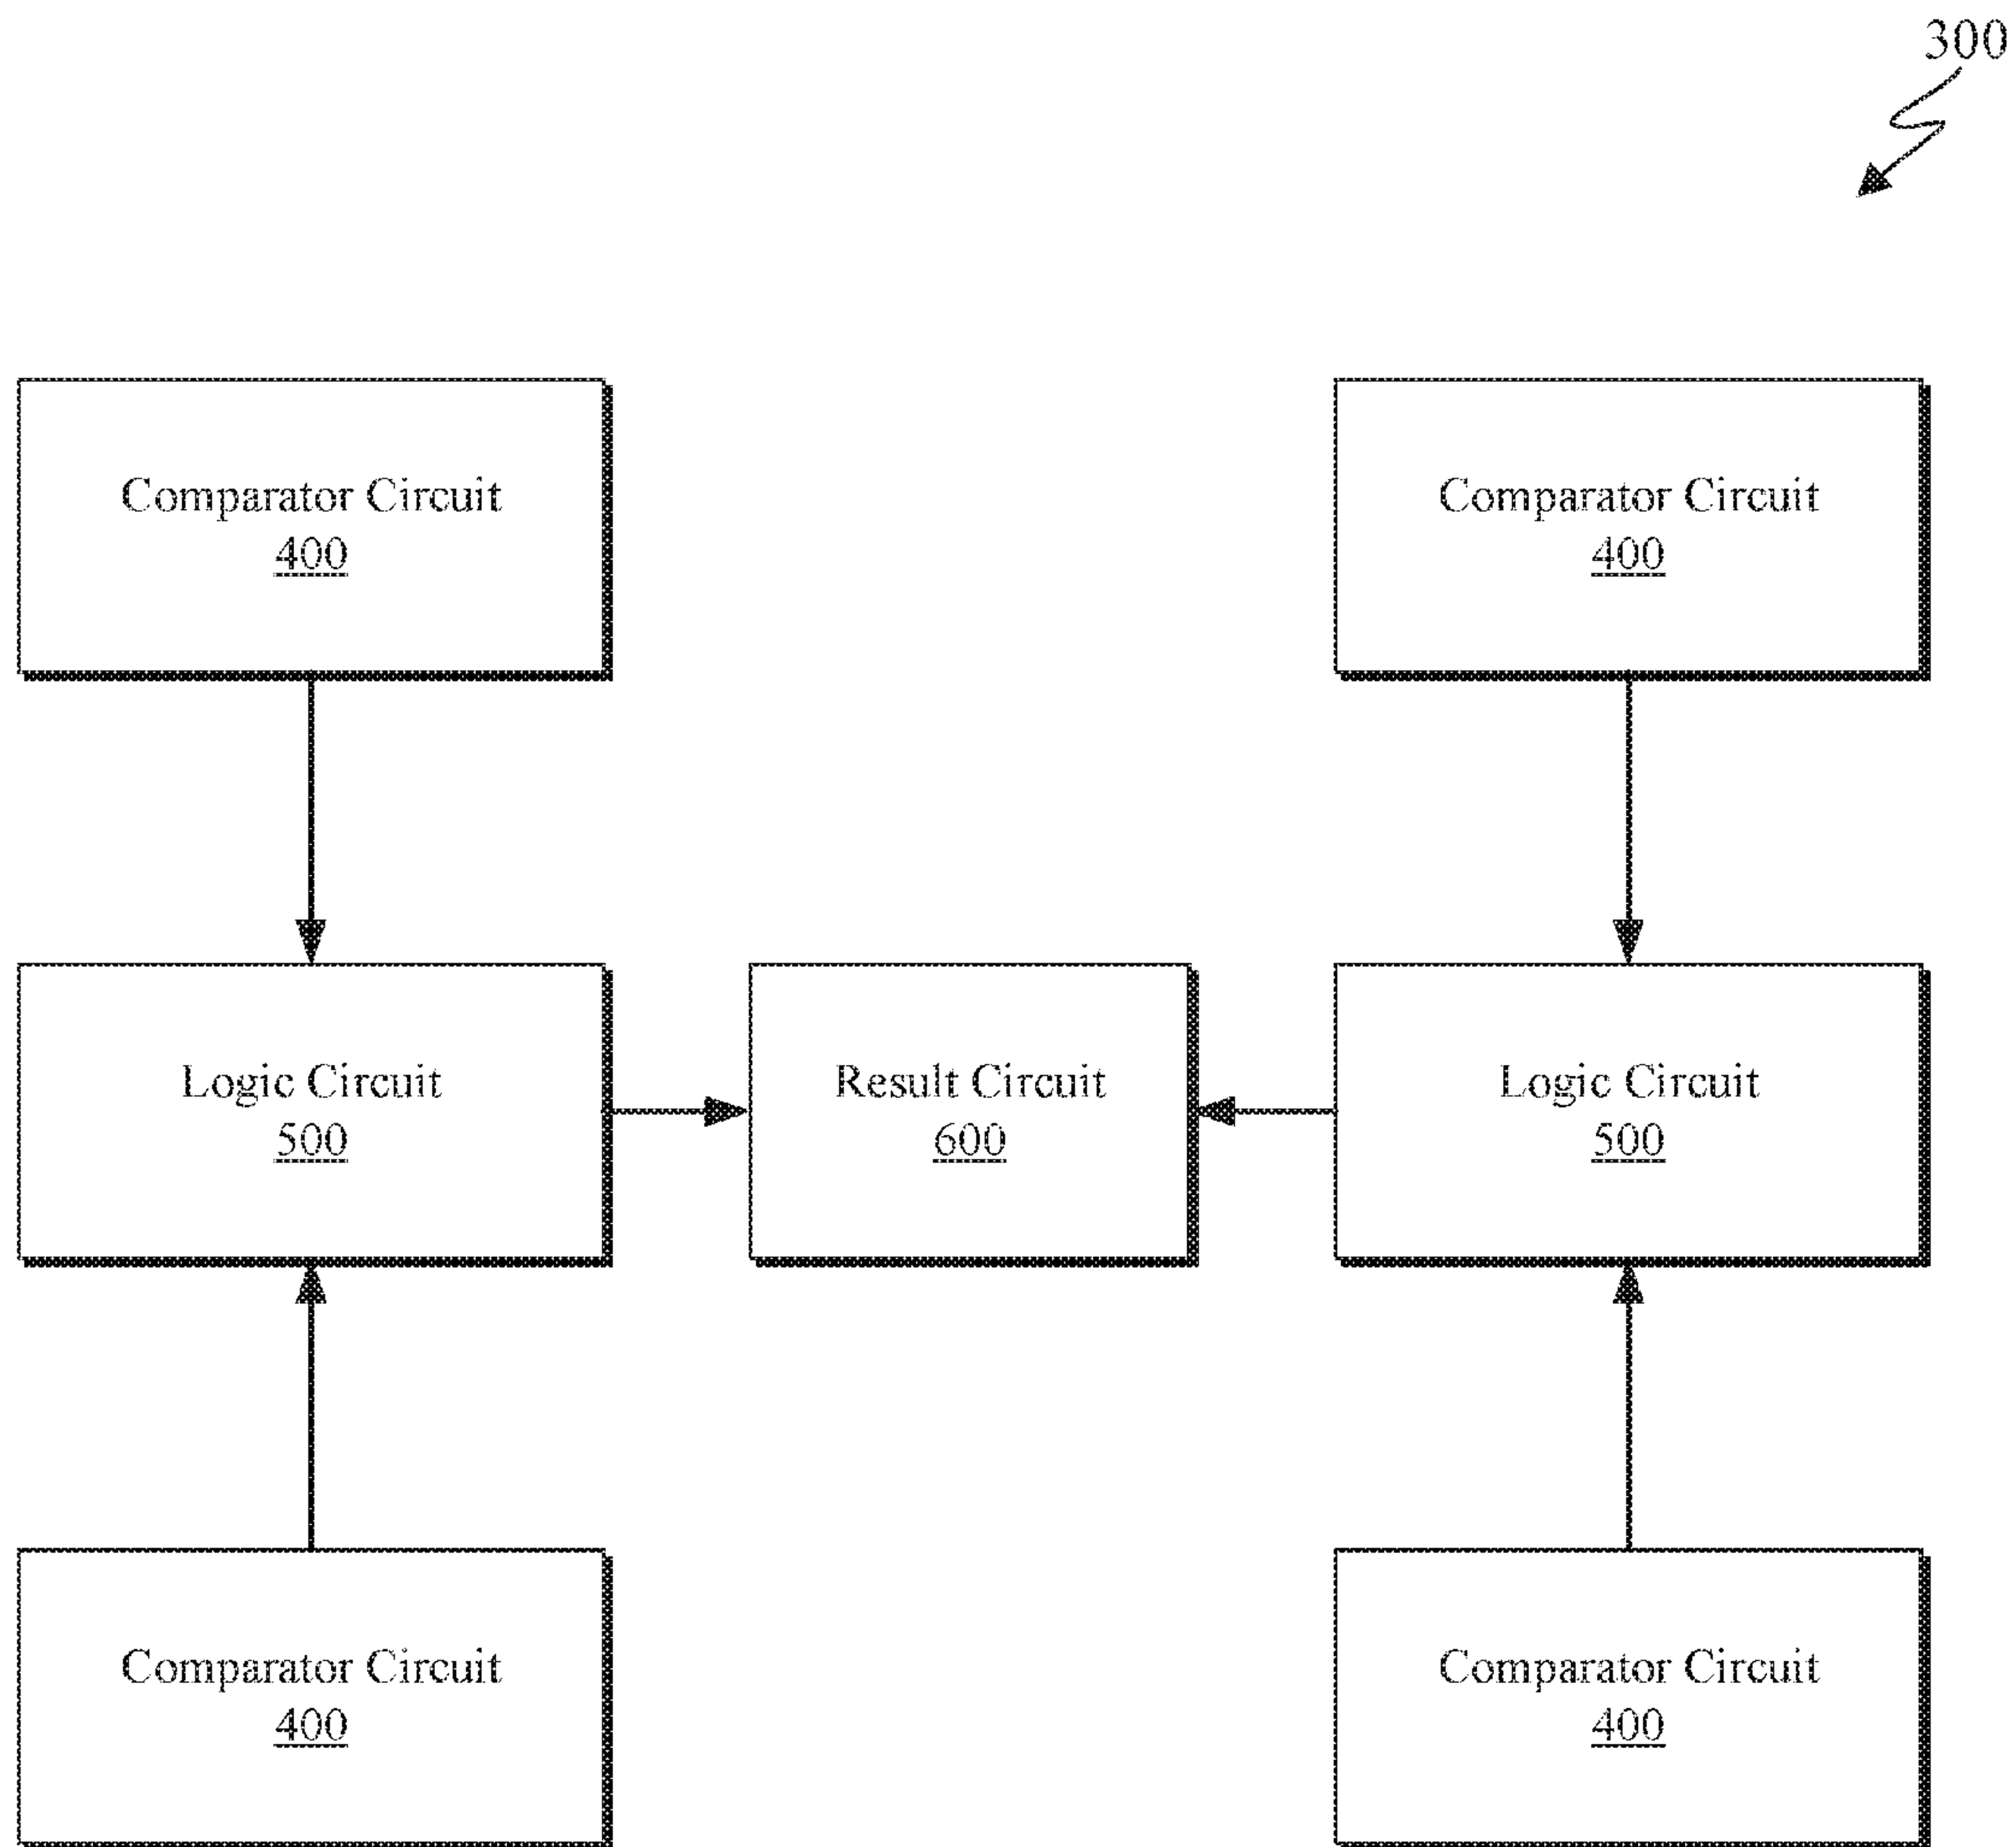 300
Comparator Circuit
400
Comparator Circuit
400
Logic Circuit
500
Result Circuit
600
Logic Circuit
500
Comparator Circuit
400
Comparator Circuit
400